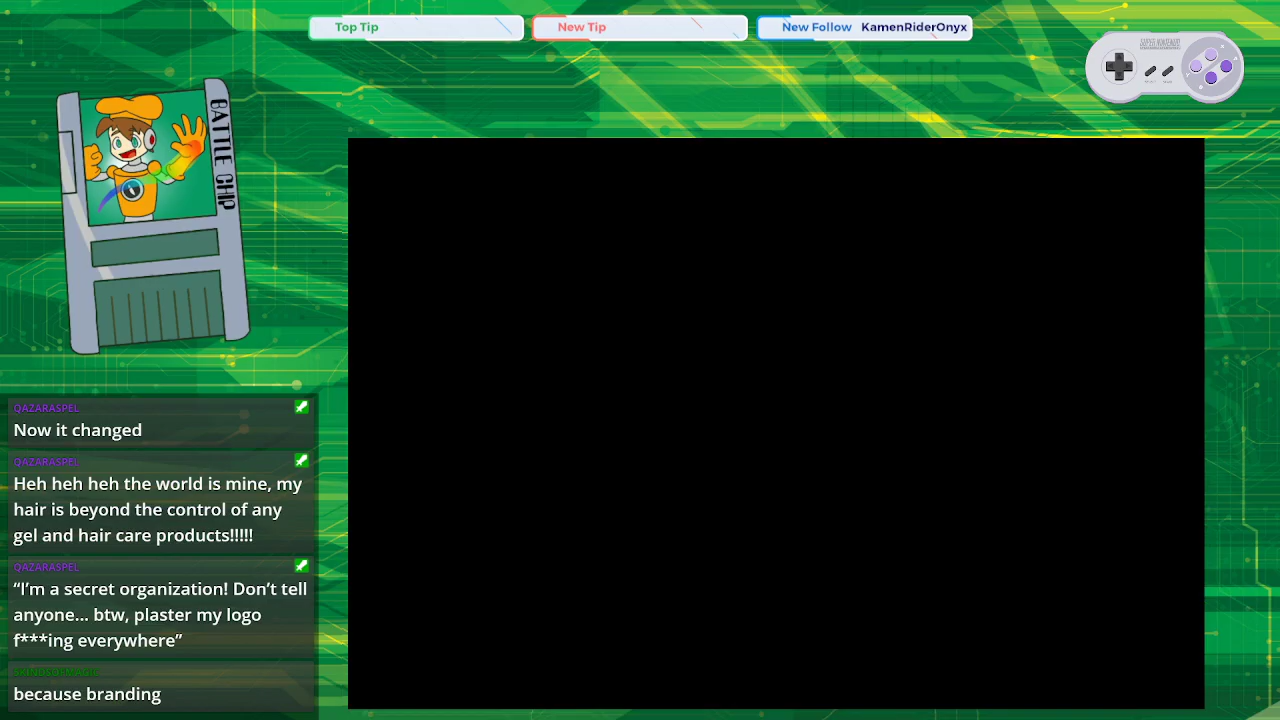 Top Tip
New Tip
New Follow KamenRiderOnyx
SUPER NINTENDO
BATTLE CHIP
QAZARASPEL
Now it changed
QAZARASPEL
Heh heh heh the world is mine, my
hair is beyond the control of any
gel and hair care products!!!!!
QAZARASPEL
“I’m a secret organization! Don’t tell
anyone... btw, plaster my logo
f***ing everywhere”
because branding